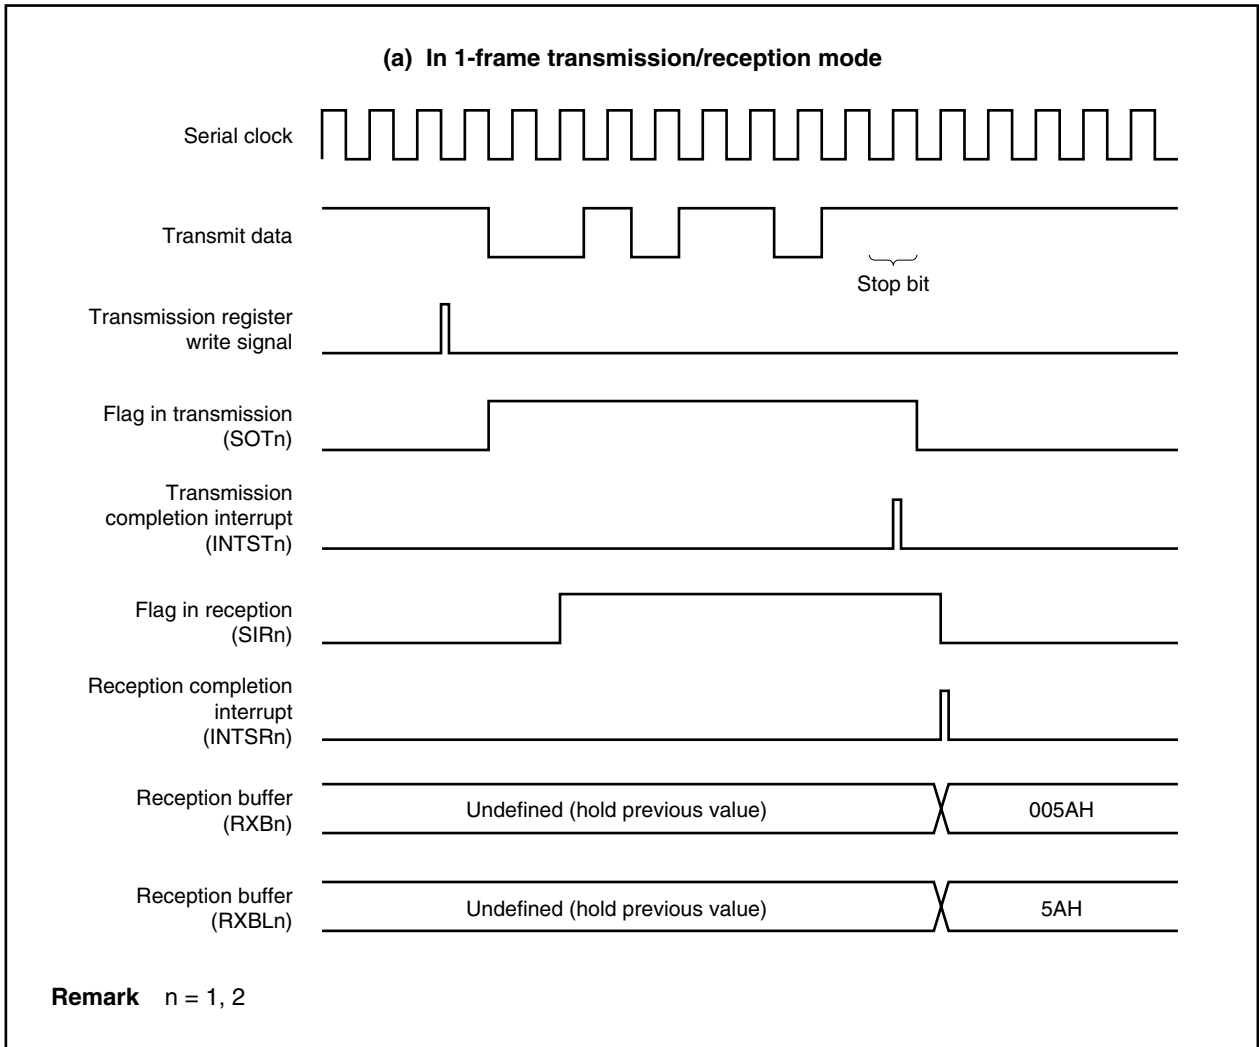 (a) In 1-frame transmission/reception mode
Serial clock
Transmit data
Stop bit
Transmission register
write signal
Flag in transmission
(SOTn)
Transmission
completion interrupt
(INTSTn)
Flag in reception
(SIRn)
Reception completion
interrupt
(INTSRn)
Reception buffer
(RXBn)
Undefined (hold previous value)
005AH
Reception buffer
(RXBLn)
Undefined (hold previous value)
5AH
Remark n = 1, 2